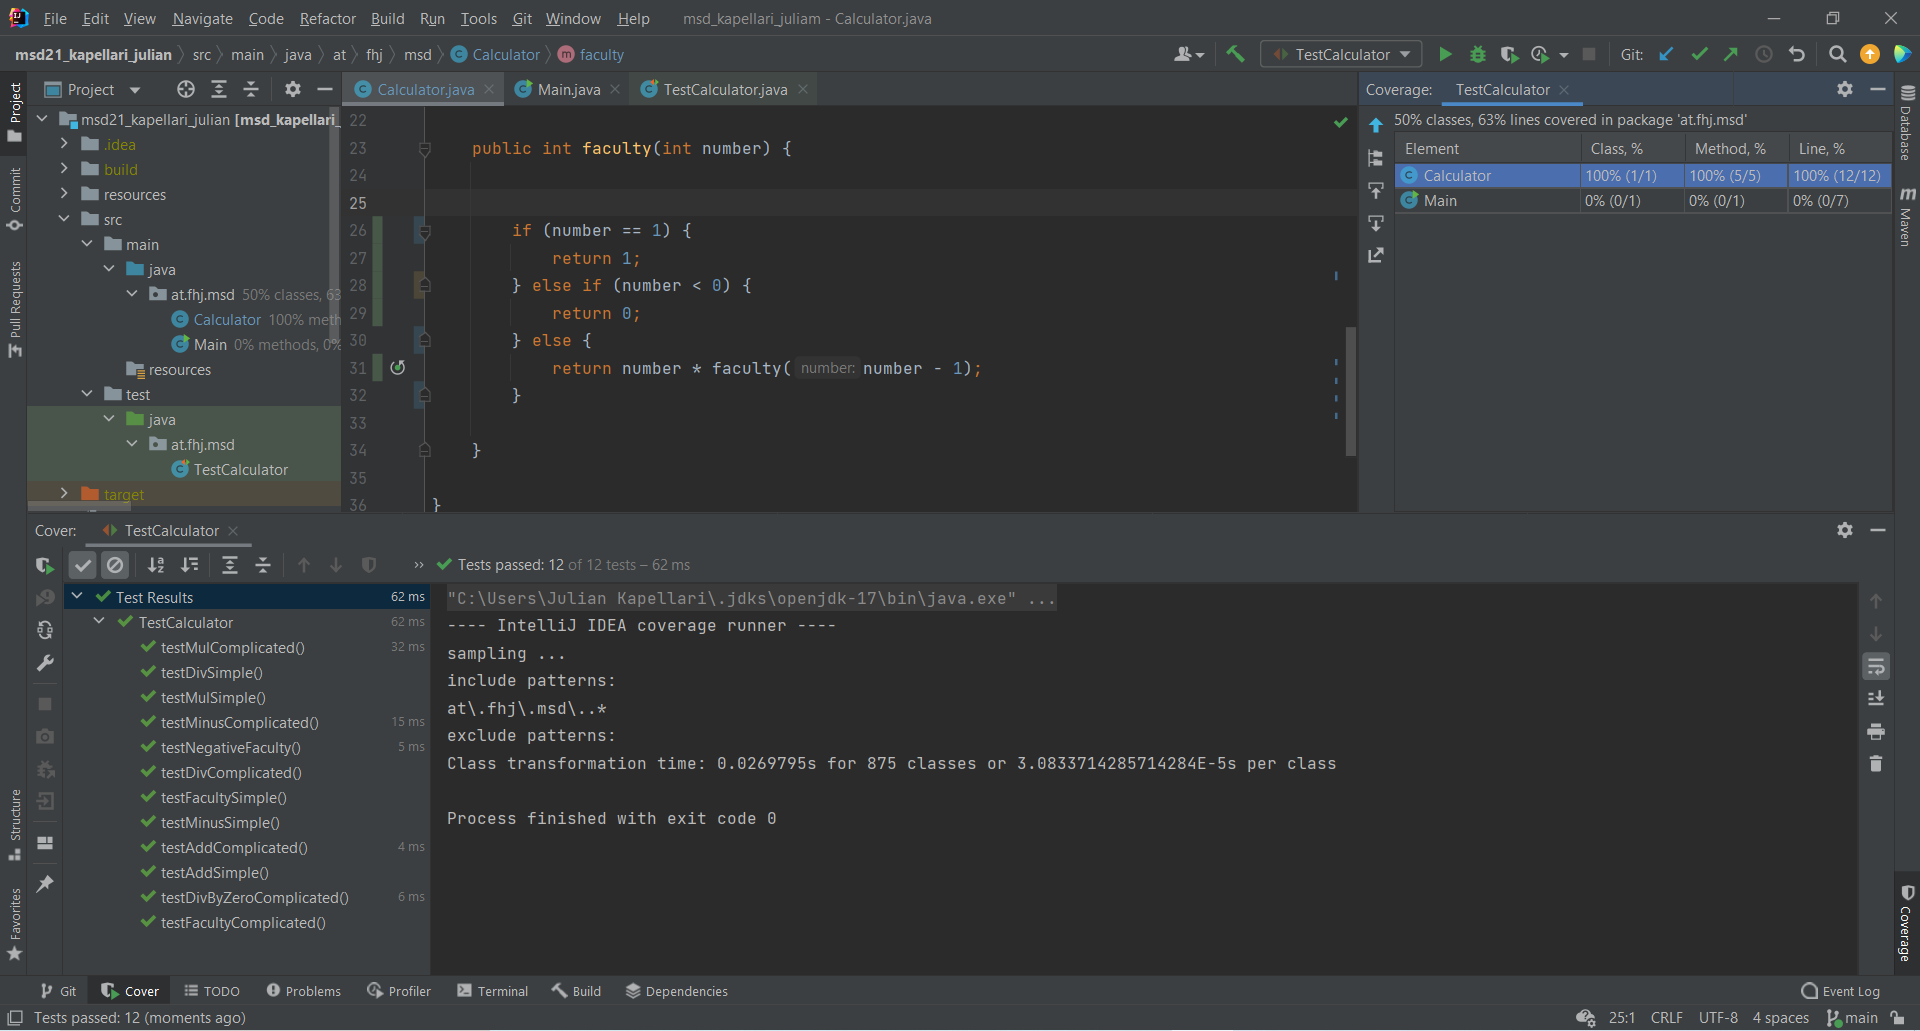 File Edit View Navigate Code Refactor Build Run Tools Git Window Help msd_kapellari_juliam - Calculator.java
msd21_kapellari_julian src main java at fhj msd Calculator faculty
TestCalculator
Git:
Project
Calculator.java
Main.java
TestCalculator.java
Coverage: TestCalculator
msd21_kapellari_julian [msd_kapellari_
.idea
build
resources
src
main
java
at.fhj.msd 50% classes, 63
Calculator 100% meth
Main 0% methods, 0%
resources
test
java
at.fhj.msd
TestCalculator
target
22
23 public int faculty(int number) {
24
25
26 if (number == 1) {
27 return 1;
28 } else if (number < 0) {
29 return 0;
30 } else {
31 return number * faculty( number: number - 1);
32 }
33
34 }
35
36 }
50% classes, 63% lines covered in package 'at.fhj.msd'
Element Class, % Method, % Line, %
Calculator 100% (1/1) 100% (5/5) 100% (12/12)
Main 0% (0/1) 0% (0/1) 0% (0/7)
Project
Commit
Pull Requests
Structure
Favorites
Database
Maven
Coverage
Cover: TestCalculator
Tests passed: 12 of 12 tests – 62 ms
Test Results 62 ms
TestCalculator 62 ms
testMulComplicated() 32 ms
testDivSimple()
testMulSimple()
testMinusComplicated() 15 ms
testNegativeFaculty() 5 ms
testDivComplicated()
testFacultySimple()
testMinusSimple()
testAddComplicated() 4 ms
testAddSimple()
testDivByZeroComplicated() 6 ms
testFacultyComplicated()
"C:\Users\Julian Kapellari\.jdks\openjdk-17\bin\java.exe" ...
---- IntelliJ IDEA coverage runner ----
sampling ...
include patterns:
at\.fhj\.msd\..*
exclude patterns:
Class transformation time: 0.0269795s for 875 classes or 3.0833714285714284E-5s per class
Process finished with exit code 0
Git Cover TODO Problems Profiler Terminal Build Dependencies Event Log
Tests passed: 12 (moments ago) 25:1 CRLF UTF-8 4 spaces main